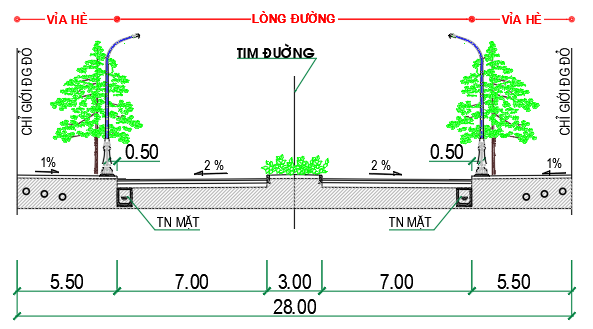 VỈA HÈ LÒNG ĐƯỜNG VỈA HÈ
TIM ĐƯỜNG
CHỈ GIỚI Đ G ĐỎ
CHỈ GIỚI Đ G ĐỎ
0.50 0.50
1% 2 % 2 % 1%
TN MẶT TN MẶT
5.50 7.00 3.00 7.00 5.50
28.00